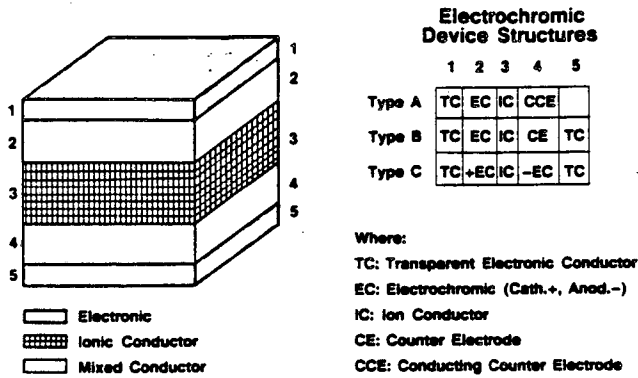 1
2
3
4
5
1
2
3
4
5
Electronic
Ionic Conductor
Mixed Conductor
Electrochromic
Device Structures
1 2 3 4 5
Type A TC EC IC CCE
Type B TC EC IC CE TC
Type C TC +EC IC -EC TC
Where:
TC: Transparent Electronic Conductor
EC: Electrochromic (Cath.+, Anod.-)
IC: Ion Conductor
CE: Counter Electrode
CCE: Conducting Counter Electrode